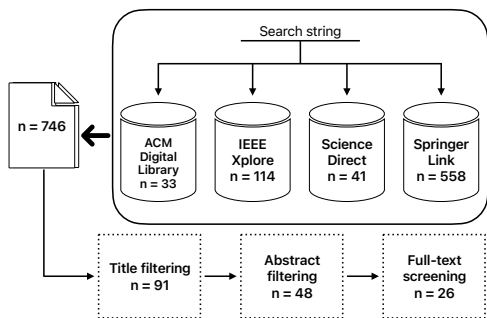 Search string
n = 746
ACM
Digital
Library
n = 33
IEEE
Xplore
n = 114
Science
Direct
n = 41
Springer
Link
n = 558
Title filtering
n = 91
Abstract
filtering
n = 48
Full-text
screening
n = 26